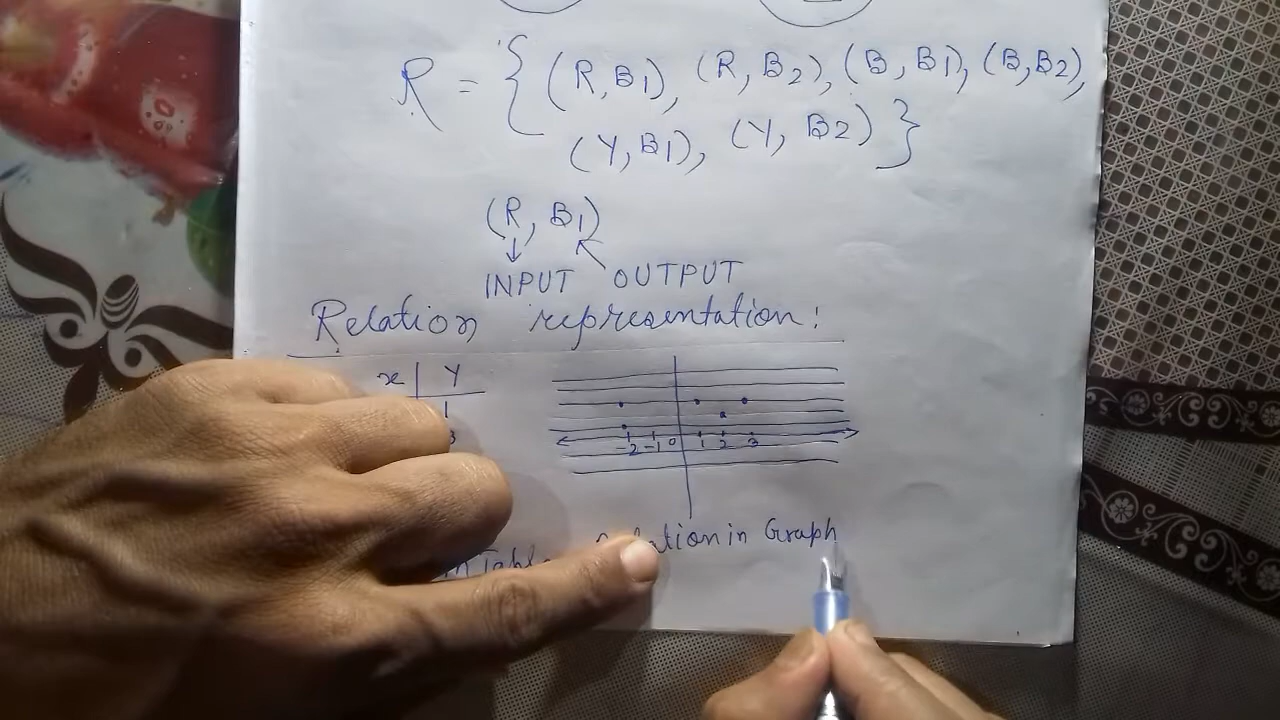 R = { (R,B1), (R,B2), (B,B1), (B,B2),
(Y,B1), (Y,B2) }
(R, B1)
INPUT OUTPUT
Relation representation:
x Y
1
3
-2 -1 0 1 2 3
in Graph